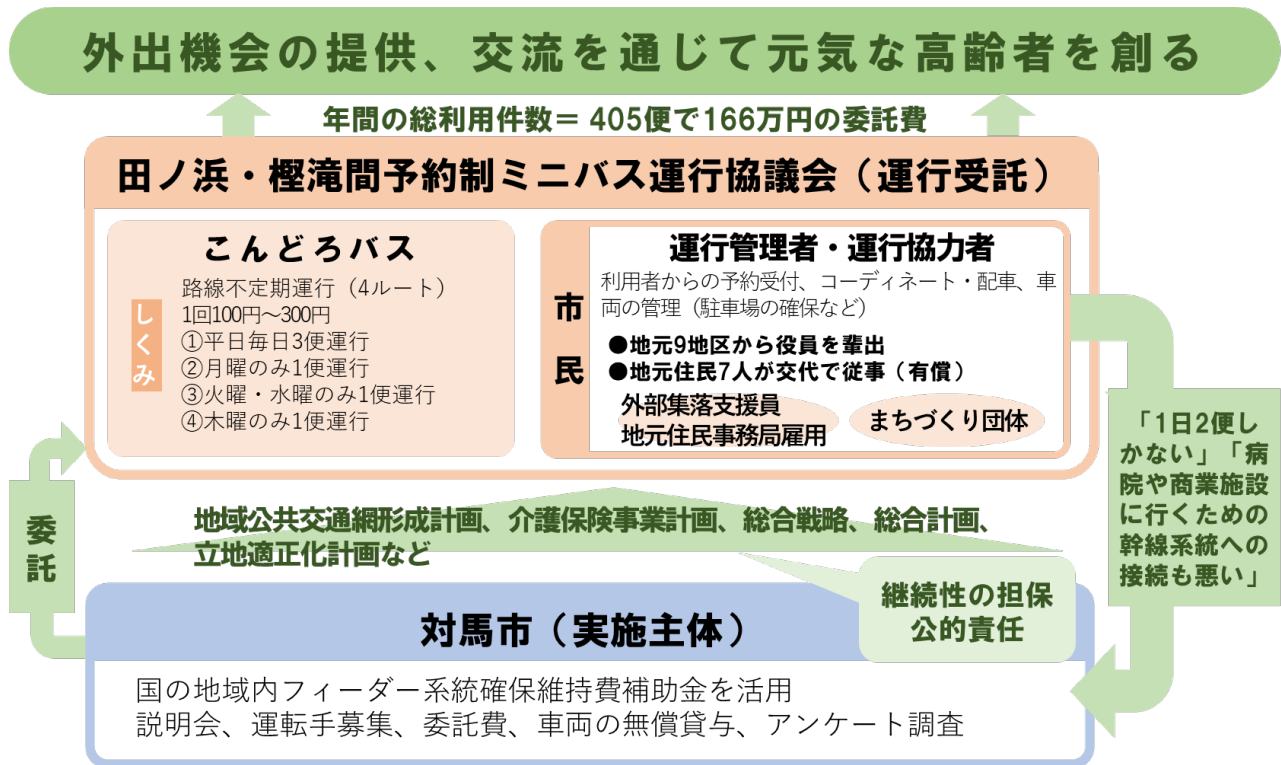 外出機会の提供、交流を通じて元気な高齢者を創る
年間の総利用件数＝ 405便で166万円の委託費
田ノ浜・樫滝間予約制ミニバス運行協議会（運行受託）
こんどろバス
しくみ
路線不定期運行（4ルート）
1回100円～300円
①平日毎日3便運行
②月曜のみ1便運行
③火曜・水曜のみ1便運行
④木曜のみ1便運行
市民
運行管理者・運行協力者
利用者からの予約受付、コーディネート・配車、車
両の管理（駐車場の確保など）
●地元9地区から役員を輩出
●地元住民7人が交代で従事（有償）
外部集落支援員
地元住民事務局雇用
まちづくり団体
「1日2便し
かない」「病
院や商業施設
に行くための
幹線系統への
接続も悪い」
委託
地域公共交通網形成計画、介護保険事業計画、総合戦略、総合計画、
立地適正化計画など
継続性の担保
公的責任
対馬市（実施主体）
国の地域内フィーダー系統確保維持費補助金を活用
説明会、運転手募集、委託費、車両の無償貸与、アンケート調査